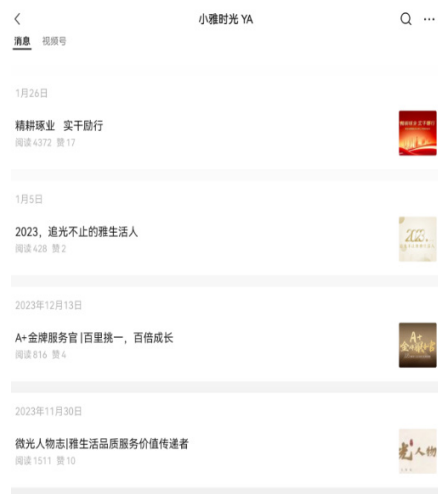 小雅时光 YA
消息 视频号
1月26日
精耕琢业 实干励行
阅读 4372 赞 17
1月5日
2023，追光不止的雅生活人
阅读 428 赞 2
2023.
2023年12月13日
A+金牌服务官|百里挑一，百倍成长
阅读 816 赞 4
A+
2023年11月30日
微光人物志|雅生活品质服务价值传递者
阅读 1511 赞 10
光人物